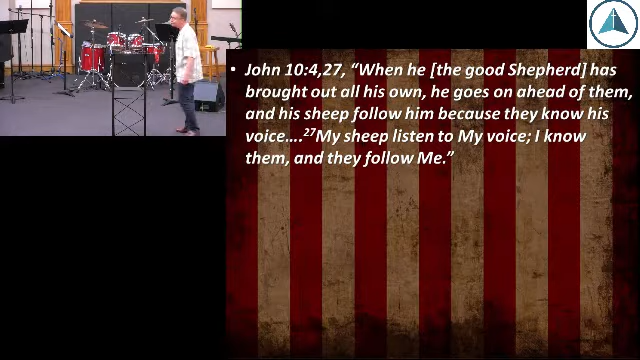 • John 10:4,27, “When he [the good Shepherd] has
brought out all his own, he goes on ahead of them,
and his sheep follow him because they know his
voice….²⁷My sheep listen to My voice; I know
them, and they follow Me.”